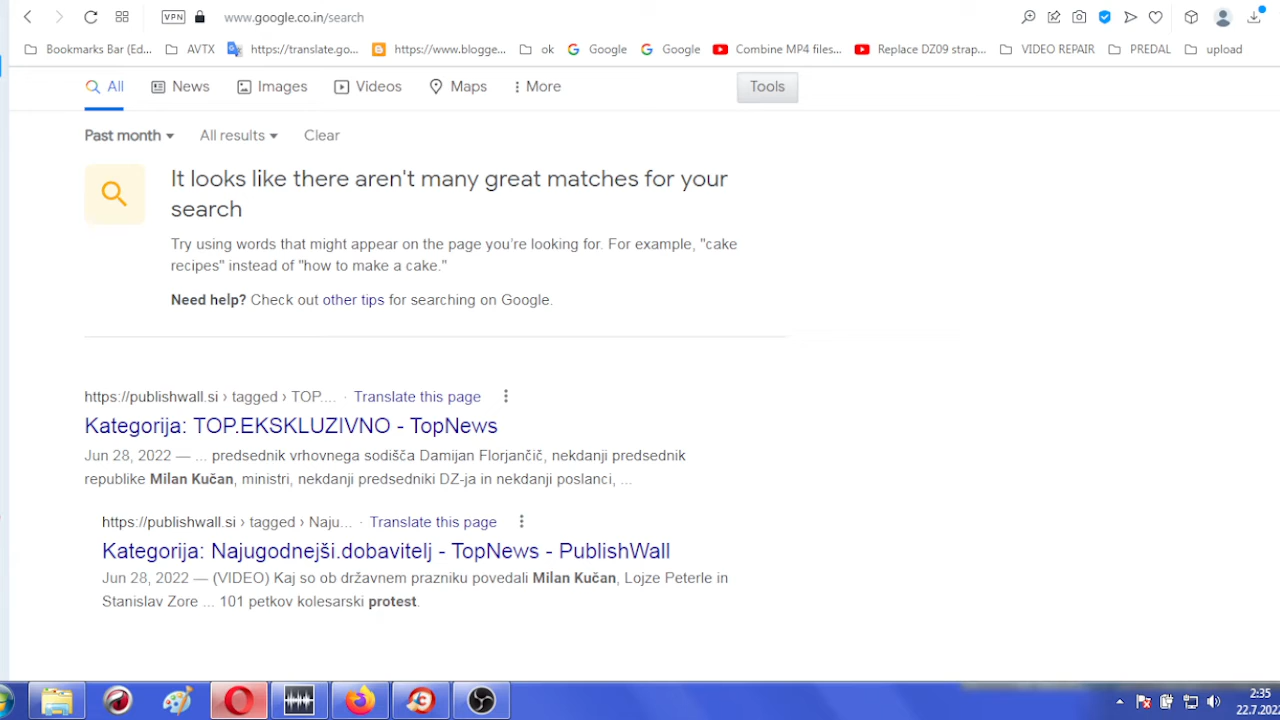 VPN www.google.co.in/search
Bookmarks Bar (Ed... AVTX https://translate.go... https://www.blogge... ok Google Google Combine MP4 files... Replace DZ09 strap... VIDEO REPAIR PREDAL upload
All News Images Videos Maps More Tools
Past month All results Clear
It looks like there aren't many great matches for your
search
Try using words that might appear on the page you're looking for. For example, "cake
recipes" instead of "how to make a cake."
Need help? Check out other tips for searching on Google.
https://publishwall.si › tagged › TOP.... · Translate this page
Kategorija: TOP.EKSKLUZIVNO - TopNews
Jun 28, 2022 — ... predsednik vrhovnega sodišča Damijan Florjančič, nekdanji predsednik
republike Milan Kučan, ministri, nekdanji predsedniki DZ-ja in nekdanji poslanci, ...
https://publishwall.si › tagged › Naju... · Translate this page
Kategorija: Najugodnejši.dobavitelj - TopNews - PublishWall
Jun 28, 2022 — (VIDEO) Kaj so ob državnem prazniku povedali Milan Kučan, Lojze Peterle in
Stanislav Zore ... 101 petkov kolesarski protest.
2:35
22.7.202